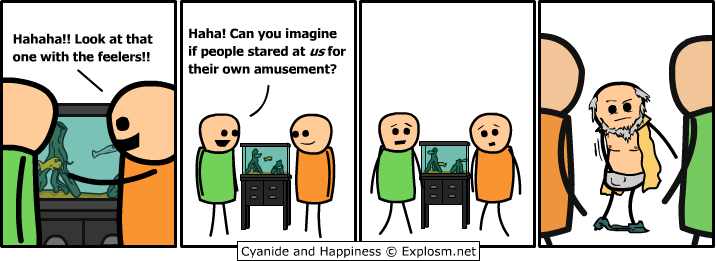 Hahaha!! Look at that
one with the feelers!!
Haha! Can you imagine
if people stared at us for
their own amusement?
Cyanide and Happiness © Explosm.net